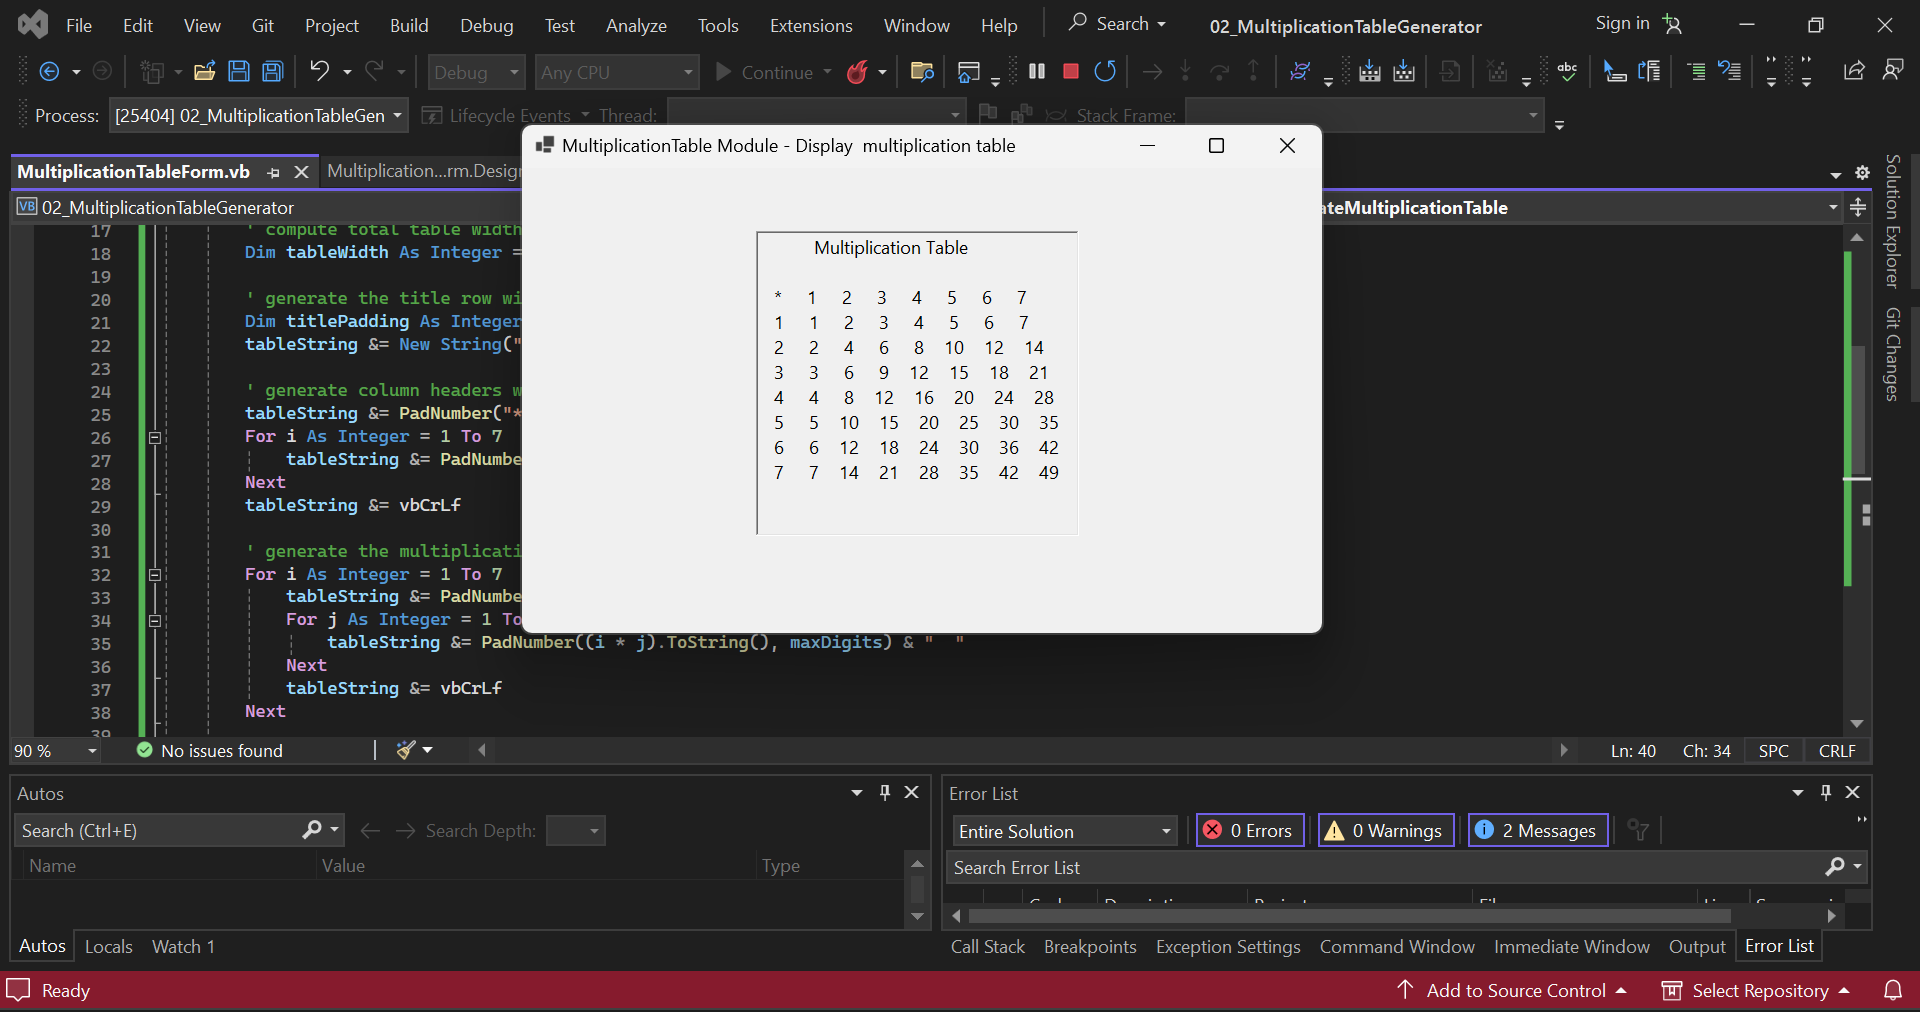 File Edit View Git Project Build Debug Test Analyze Tools Extensions Window Help Search 02_MultiplicationTableGenerator Sign in
Debug Any CPU Continue
Process: [25404] 02_MultiplicationTableGen Lifecycle Events Thread: Stack Frame:
MultiplicationTableForm.vb Multiplication...rm.Desig
02_MultiplicationTableGenerator ateMultiplicationTable
17 ' compute total table width
18 Dim tableWidth As Integer =
19
20 ' generate the title row wi
21 Dim titlePadding As Integer
22 tableString &= New String("
23
24 ' generate column headers w
25 tableString &= PadNumber("*
26 For i As Integer = 1 To 7
27 tableString &= PadNumbe
28 Next
29 tableString &= vbCrLf
30
31 ' generate the multiplicati
32 For i As Integer = 1 To 7
33 tableString &= PadNumbe
34 For j As Integer = 1 To
35 tableString &= PadNumber((i * j).ToString(), maxDigits) & "  "
36 Next
37 tableString &= vbCrLf
38 Next
39
MultiplicationTable Module - Display  multiplication table
Multiplication Table
* 1 2 3 4 5 6 7
1 1 2 3 4 5 6 7
2 2 4 6 8 10 12 14
3 3 6 9 12 15 18 21
4 4 8 12 16 20 24 28
5 5 10 15 20 25 30 35
6 6 12 18 24 30 36 42
7 7 14 21 28 35 42 49
Solution Explorer
Git Changes
90 % No issues found Ln: 40 Ch: 34 SPC CRLF
Autos
Search (Ctrl+E) Search Depth:
Name Value Type
Autos Locals Watch 1
Error List
Entire Solution 0 Errors 0 Warnings 2 Messages
Search Error List
Call Stack Breakpoints Exception Settings Command Window Immediate Window Output Error List
Ready Add to Source Control Select Repository